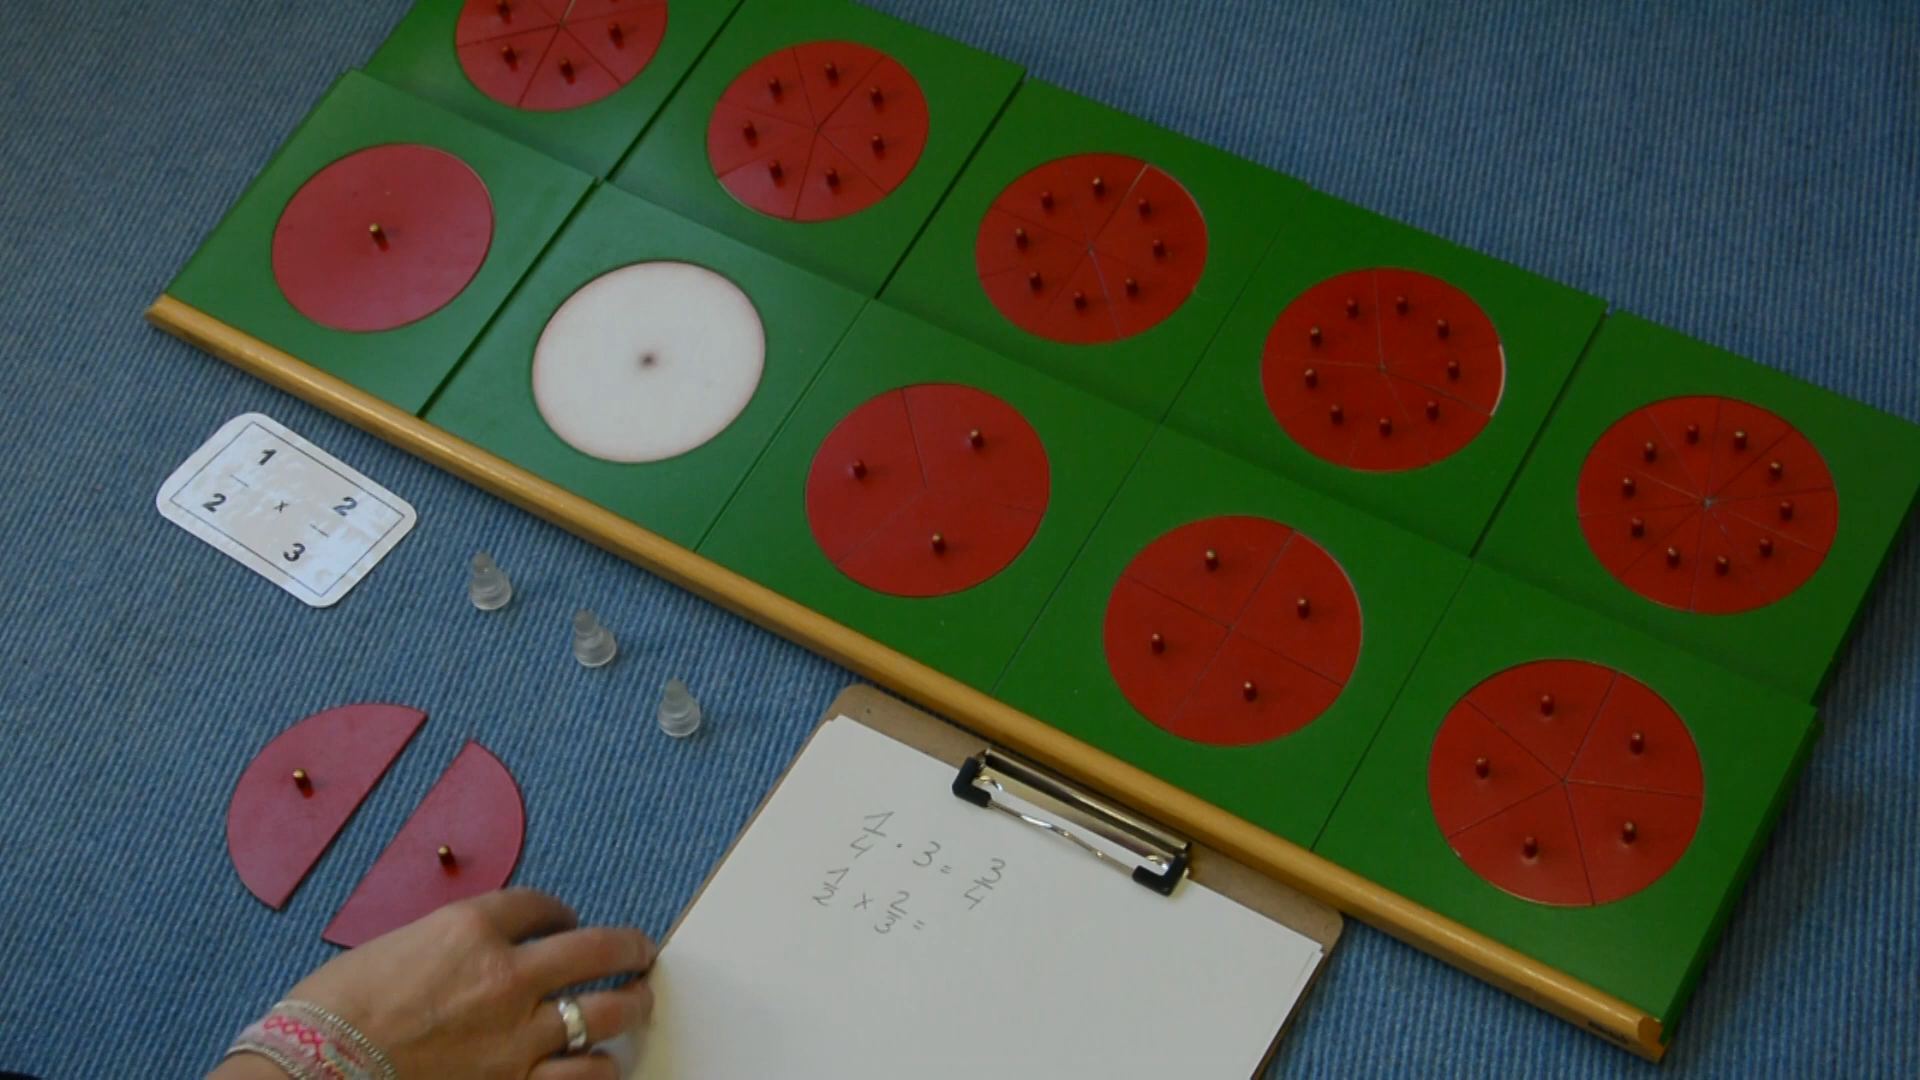 1/2 x 2/3
1/4 · 3 = 3/4
1/2 x 2/3 =